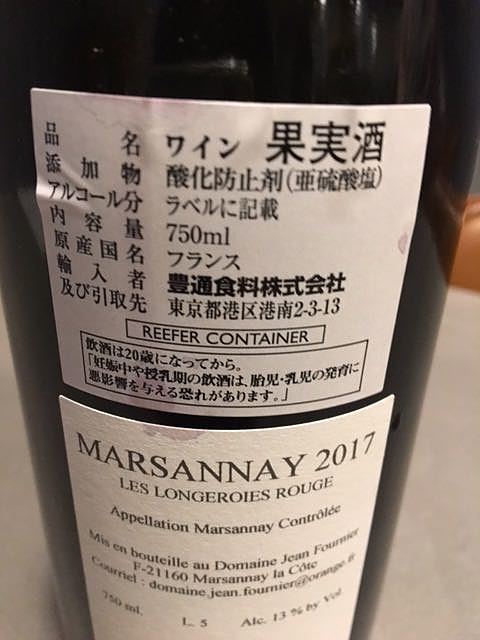 品名 ワイン 果実酒
添加物 酸化防止剤(亜硫酸塩)
アルコール分 ラベルに記載
内容量 750ml
原産国名 フランス
輸入者 豊通食料株式会社
及び引取先 東京都港区港南2-3-13
REEFER CONTAINER
飲酒は20歳になってから。
「妊娠中や授乳期の飲酒は、胎児・乳児の発育に
悪影響を与える恐れがあります。」
MARSANNAY 2017
LES LONGEROIES ROUGE
Appellation Marsannay Contrôlée
Mis en bouteille au Domaine Jean Fournier
F-21160 Marsannay la Côte
Courriel : domaine.jean.fournier@orange.fr
750 ml. L. 5 Alc. 13 % by Vol.